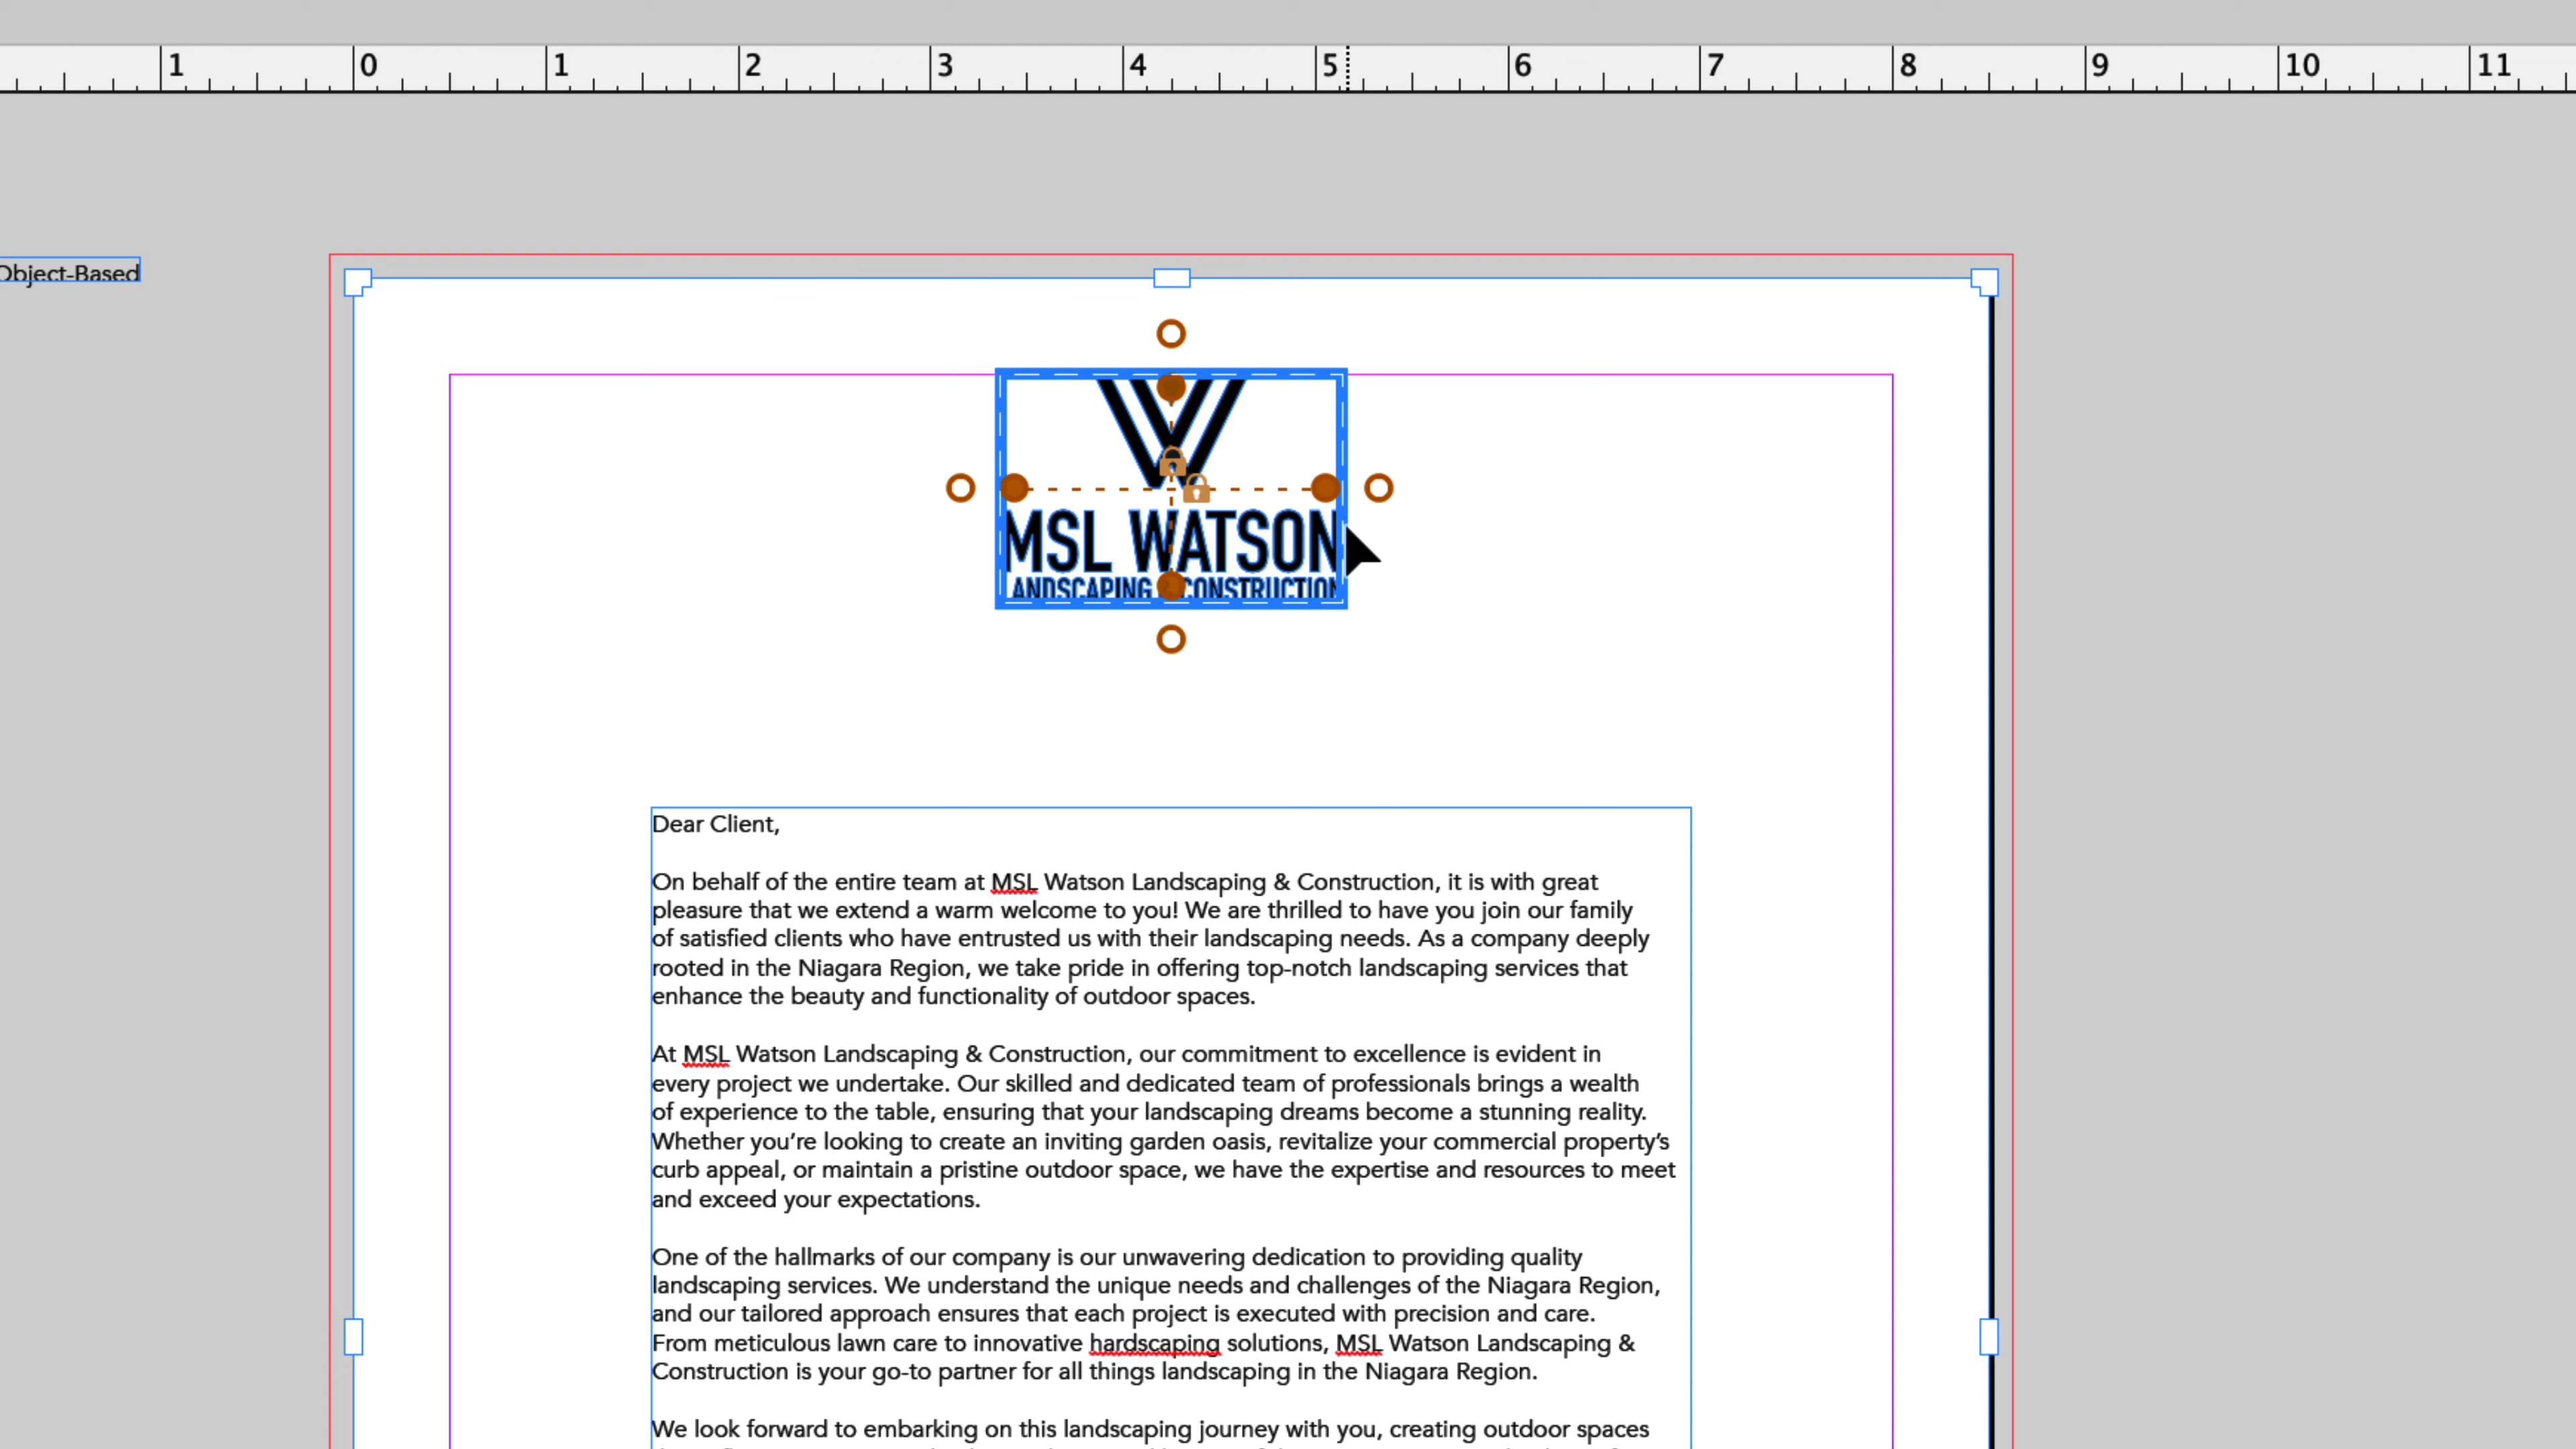 1 0 1 2 3 4 5 6 7 8 9 10 11
Object-Based
MSL WATSON
ANDSCAPING & CONSTRUCTION
Dear Client,
On behalf of the entire team at MSL Watson Landscaping & Construction, it is with great
pleasure that we extend a warm welcome to you! We are thrilled to have you join our family
of satisfied clients who have entrusted us with their landscaping needs. As a company deeply
rooted in the Niagara Region, we take pride in offering top-notch landscaping services that
enhance the beauty and functionality of outdoor spaces.
At MSL Watson Landscaping & Construction, our commitment to excellence is evident in
every project we undertake. Our skilled and dedicated team of professionals brings a wealth
of experience to the table, ensuring that your landscaping dreams become a stunning reality.
Whether you’re looking to create an inviting garden oasis, revitalize your commercial property’s
curb appeal, or maintain a pristine outdoor space, we have the expertise and resources to meet
and exceed your expectations.
One of the hallmarks of our company is our unwavering dedication to providing quality
landscaping services. We understand the unique needs and challenges of the Niagara Region,
and our tailored approach ensures that each project is executed with precision and care.
From meticulous lawn care to innovative hardscaping solutions, MSL Watson Landscaping &
Construction is your go-to partner for all things landscaping in the Niagara Region.
We look forward to embarking on this landscaping journey with you, creating outdoor spaces